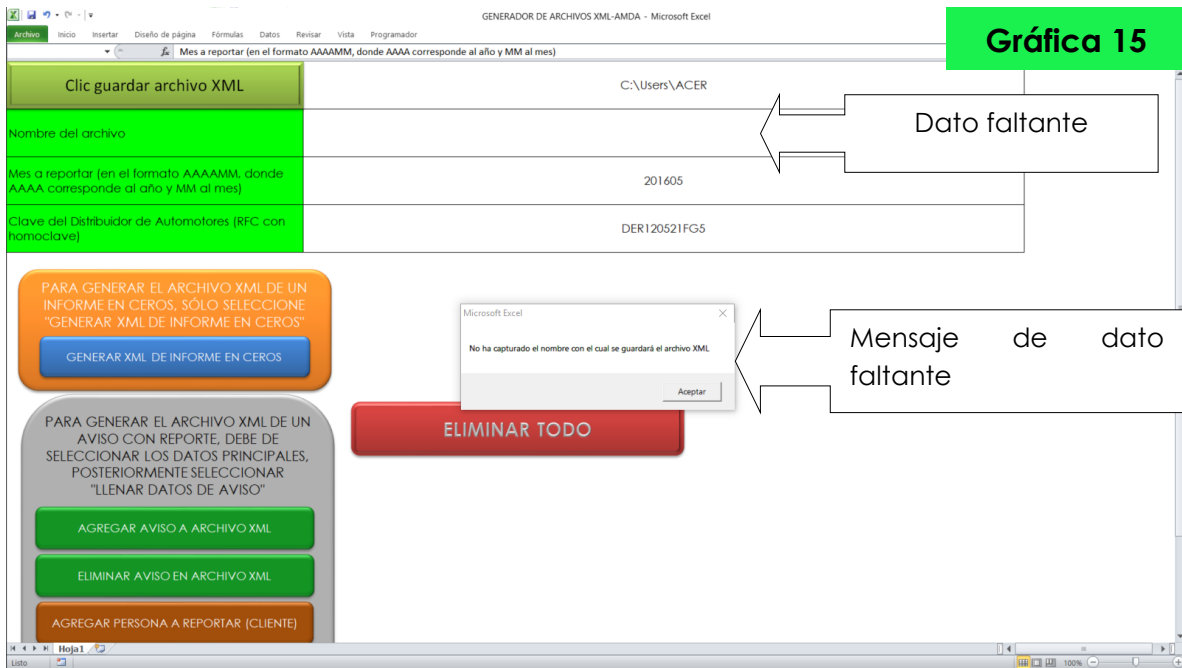 GENERADOR DE ARCHIVOS XML-AMDA - Microsoft Excel
Gráfica 15
Archivo Inicio Insertar Diseño de página Fórmulas Datos Revisar Vista Programador
fx Mes a reportar (en el formato AAAAMM, donde AAAA corresponde al año y MM al mes)
Clic guardar archivo XML
C:\Users\ACER
Nombre del archivo
Dato faltante
Mes a reportar (en el formato AAAAMM, donde
AAAA corresponde al año y MM al mes)
201605
Clave del Distribuidor de Automotores (RFC con
homoclave)
DER120521FG5
PARA GENERAR EL ARCHIVO XML DE UN
INFORME EN CEROS, SÓLO SELECCIONE
"GENERAR XML DE INFORME EN CEROS"
GENERAR XML DE INFORME EN CEROS
Microsoft Excel
No ha capturado el nombre con el cual se guardará el archivo XML
Aceptar
Mensaje de dato
faltante
PARA GENERAR EL ARCHIVO XML DE UN
AVISO CON REPORTE, DEBE DE
SELECCIONAR LOS DATOS PRINCIPALES,
POSTERIORMENTE SELECCIONAR
"LLENAR DATOS DE AVISO"
ELIMINAR TODO
AGREGAR AVISO A ARCHIVO XML
ELIMINAR AVISO EN ARCHIVO XML
AGREGAR PERSONA A REPORTAR (CLIENTE)
Hoja1
Listo
100%